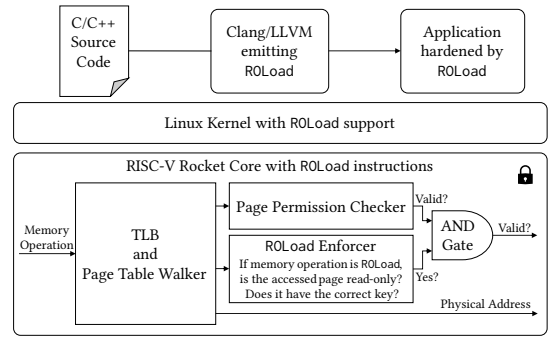 C/C++
Source
Code
Clang/LLVM
emitting
ROLoad
Application
hardened by
ROLoad
Linux Kernel with ROLoad support
RISC-V Rocket Core with ROLoad instructions
Memory
Operation
TLB
and
Page Table Walker
Page Permission Checker
Valid?
ROLoad Enforcer
If memory operation is ROLoad,
is the accessed page read-only?
Does it have the correct key?
Yes?
AND
Gate
Valid?
Physical Address